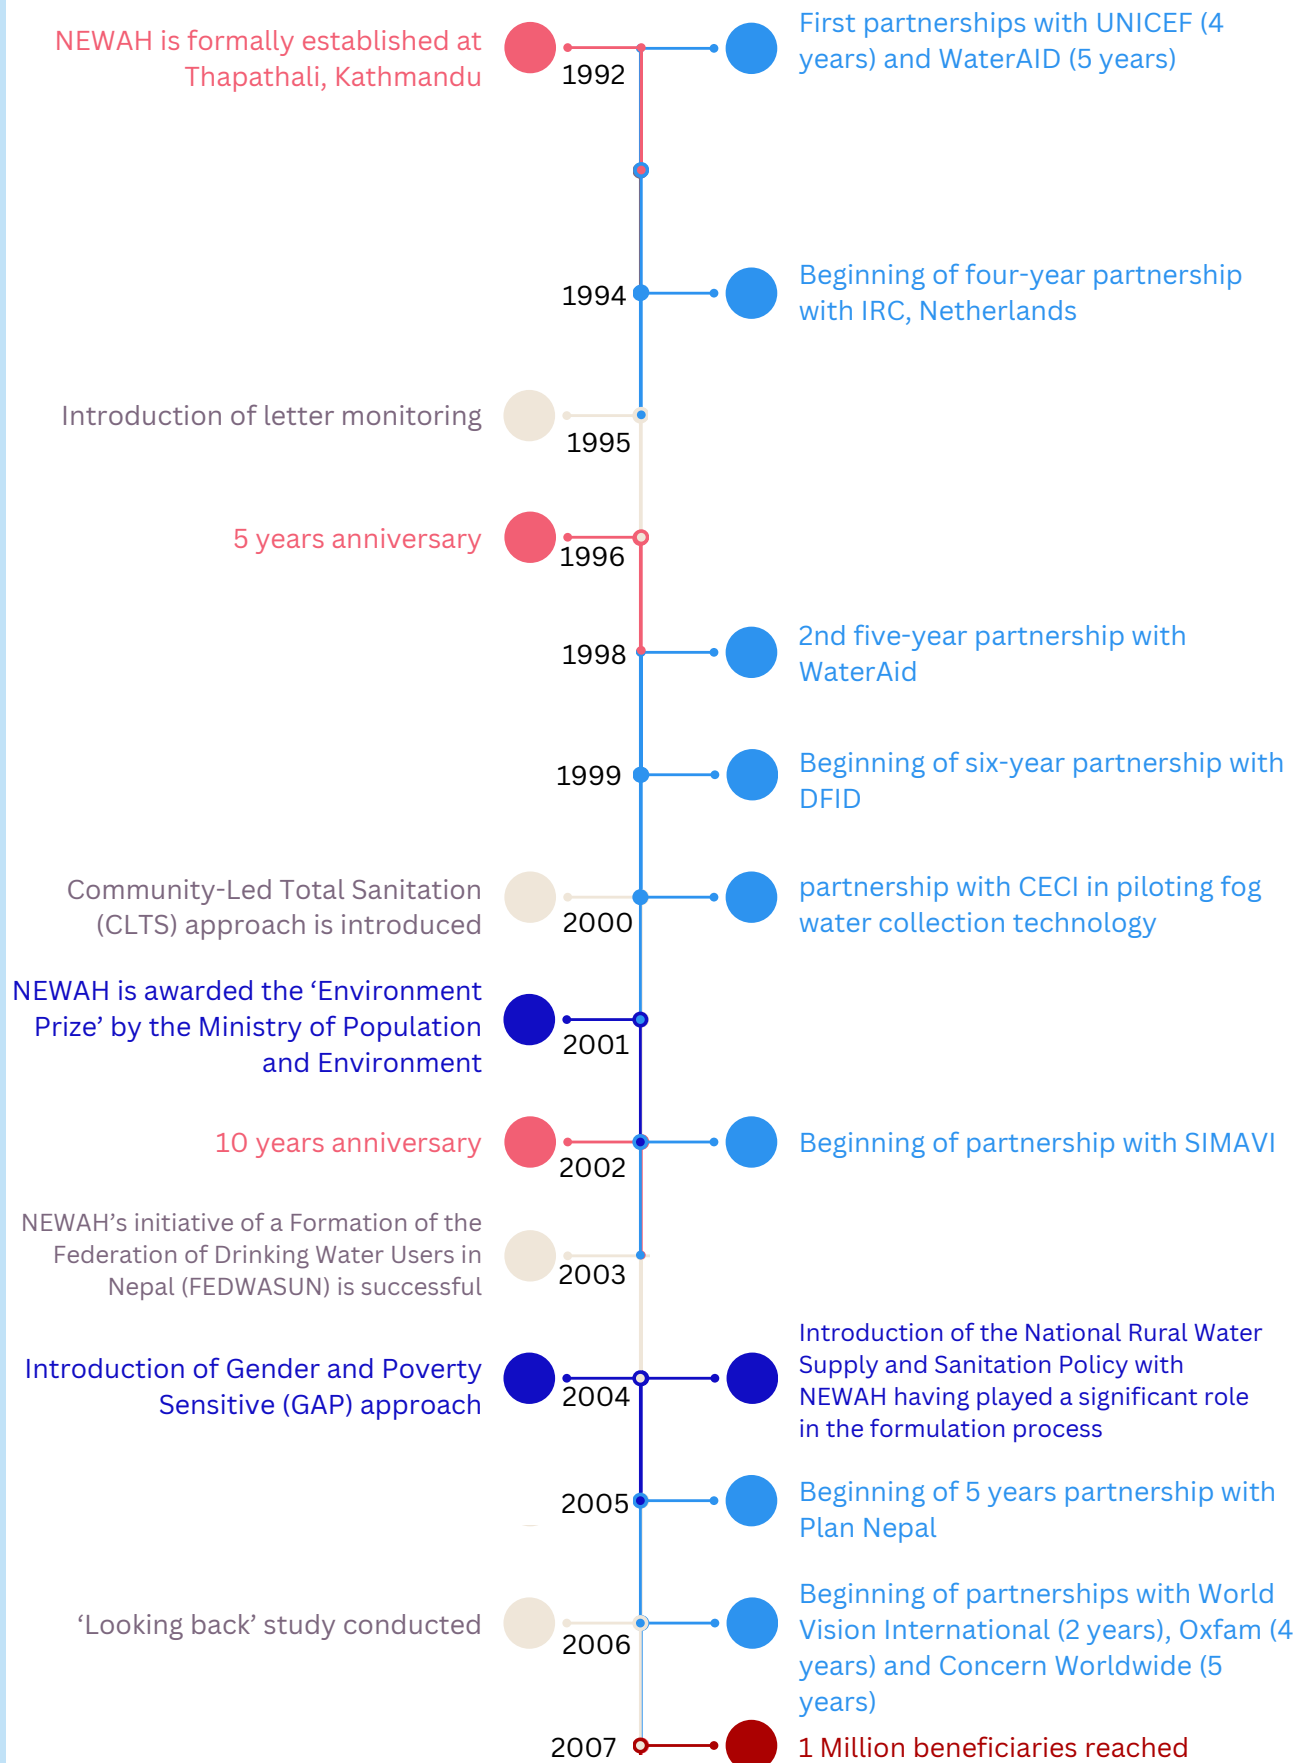 NEWAH is formally established at
Thapathali, Kathmandu
1992
First partnerships with UNICEF (4
years) and WaterAID (5 years)
1994
Beginning of four-year partnership
with IRC, Netherlands
Introduction of letter monitoring
1995
5 years anniversary
1996
1998
2nd five-year partnership with
WaterAid
1999
Beginning of six-year partnership with
DFID
Community-Led Total Sanitation
(CLTS) approach is introduced
2000
partnership with CECI in piloting fog
water collection technology
NEWAH is awarded the ‘Environment
Prize’ by the Ministry of Population
and Environment
2001
10 years anniversary
2002
Beginning of partnership with SIMAVI
NEWAH’s initiative of a Formation of the
Federation of Drinking Water Users in
Nepal (FEDWASUN) is successful
2003
Introduction of Gender and Poverty
Sensitive (GAP) approach
2004
Introduction of the National Rural Water
Supply and Sanitation Policy with
NEWAH having played a significant role
in the formulation process
2005
Beginning of 5 years partnership with
Plan Nepal
‘Looking back’ study conducted
2006
Beginning of partnerships with World
Vision International (2 years), Oxfam (4
years) and Concern Worldwide (5
years)
2007
1 Million beneficiaries reached